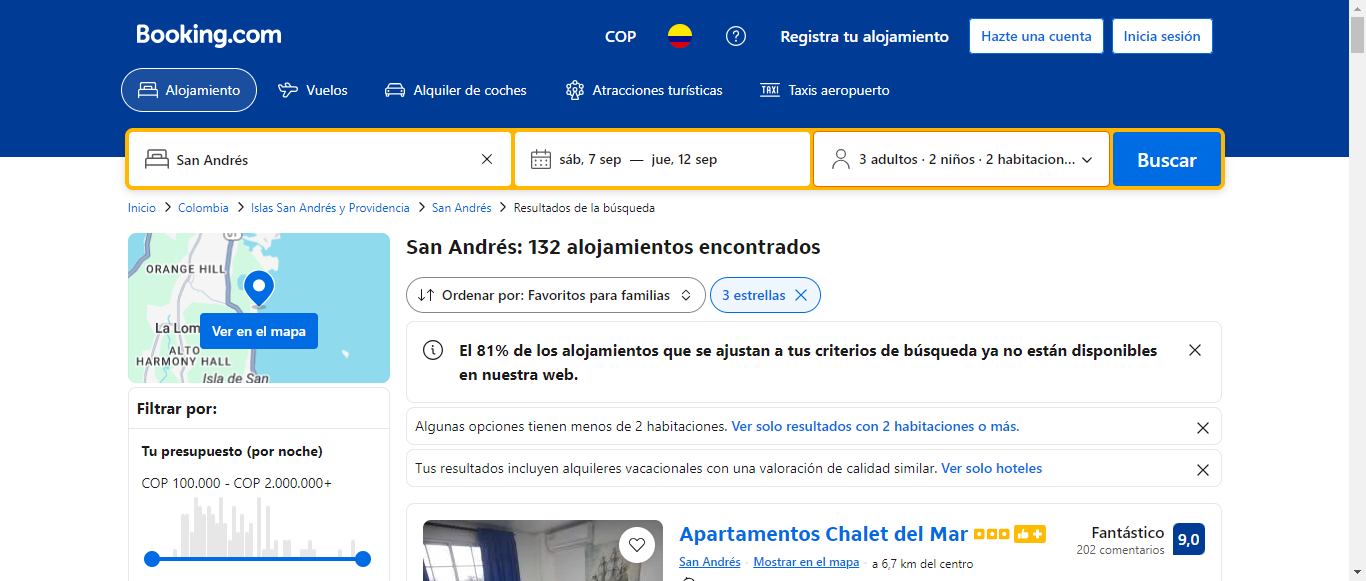 Booking.com
COP
Registra tu alojamiento
Hazte una cuenta
Inicia sesión
Alojamiento
Vuelos
Alquiler de coches
Atracciones turísticas
TAXI
Taxis aeropuerto
San Andrés
sáb, 7 sep — jue, 12 sep
3 adultos · 2 niños · 2 habitacion...
Buscar
Inicio
Colombia
Islas San Andrés y Providencia
San Andrés
Resultados de la búsqueda
ORANGE HILL
La Lom
Ver en el mapa
ALTO
HARMONY HALL
Isla de San
San Andrés: 132 alojamientos encontrados
Ordenar por: Favoritos para familias
3 estrellas
El 81% de los alojamientos que se ajustan a tus criterios de búsqueda ya no están disponibles
en nuestra web.
Filtrar por:
Algunas opciones tienen menos de 2 habitaciones. Ver solo resultados con 2 habitaciones o más.
Tu presupuesto (por noche)
Tus resultados incluyen alquileres vacacionales con una valoración de calidad similar. Ver solo hoteles
COP 100.000 - COP 2.000.000+
Apartamentos Chalet del Mar
Fantástico
202 comentarios
9,0
San Andrés · Mostrar en el mapa · a 6,7 km del centro